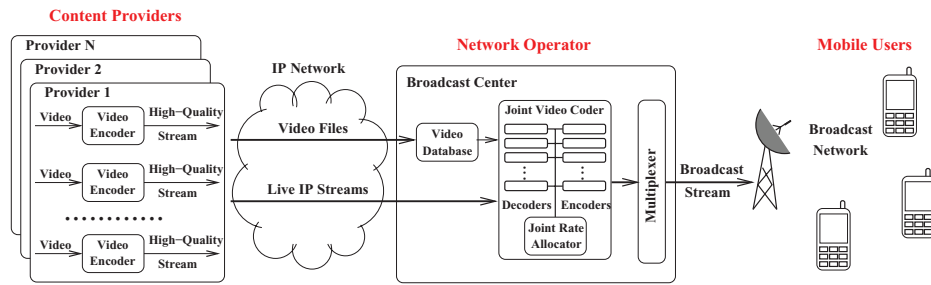 Content Providers
Provider N
Provider 2
Provider 1
Video
Video
Encoder
High−Quality
Stream
Video
Video
Encoder
High−Quality
Stream
Video
Video
Encoder
High−Quality
Stream
IP Network
Video Files
Live IP Streams
Network Operator
Broadcast Center
Video
Database
Joint Video Coder
Decoders
Encoders
Joint Rate
Allocator
Multiplexer
Broadcast
Stream
Mobile Users
Broadcast
Network